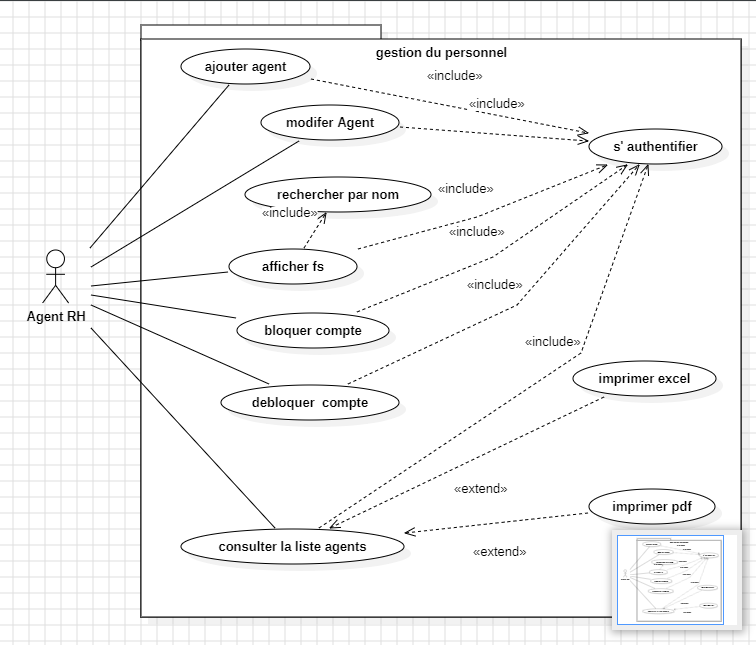 gestion du personnel
ajouter agent
«include»
«include»
modifer Agent
s' authentifier
rechercher par nom
«include»
«include»
«include»
afficher fs
«include»
Agent RH
bloquer compte
«include»
imprimer excel
debloquer  compte
«extend»
imprimer pdf
consulter la liste agents
«extend»